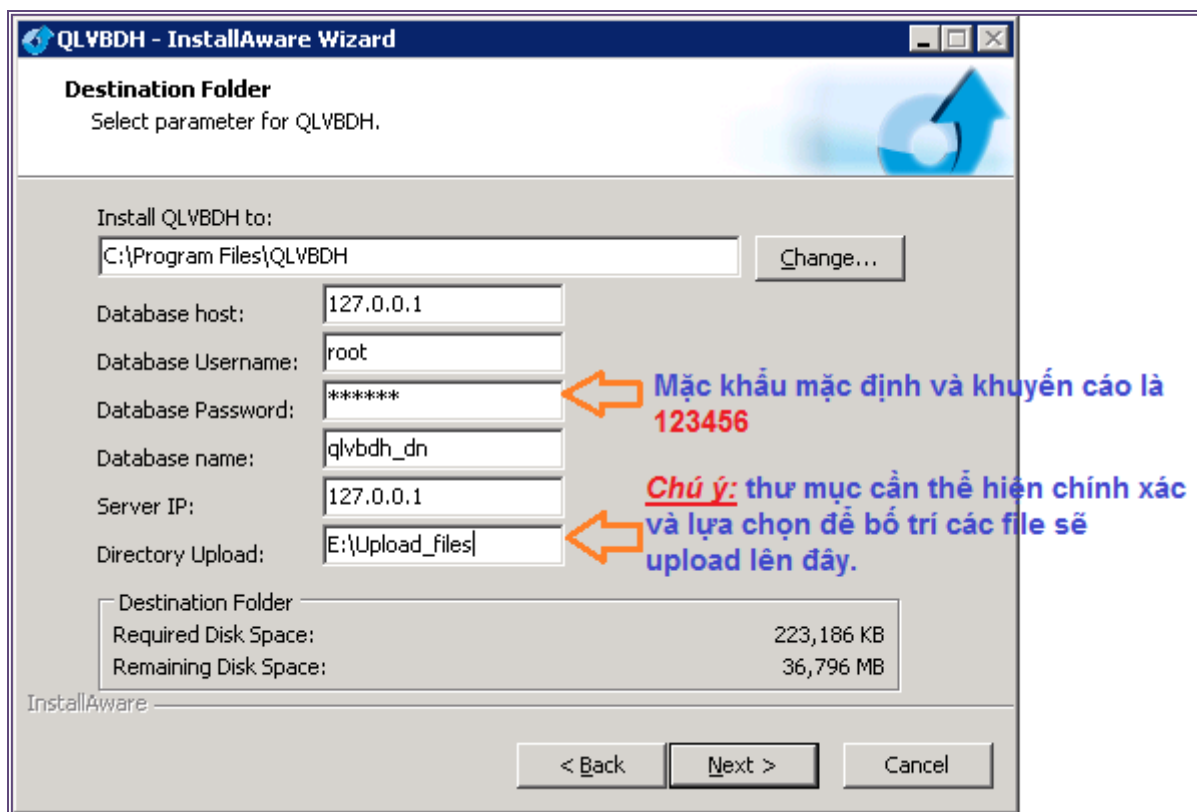 QLVBDH - InstallAware Wizard
Destination Folder
Select parameter for QLVBDH.
Install QLVBDH to:
C:\Program Files\QLVBDH
Change...
Database host:
127.0.0.1
Database Username:
root
Database Password:
******
Mặc khẩu mặc định và khuyến cáo là
123456
Database name:
qlvbdh_dn
Server IP:
127.0.0.1
Directory Upload:
E:\Upload_files
Chú ý: thư mục cần thể hiện chính xác
và lựa chọn để bố trí các file sẽ
upload lên đây.
Destination Folder
Required Disk Space: 223,186 KB
Remaining Disk Space: 36,796 MB
InstallAware
< Back
Next >
Cancel